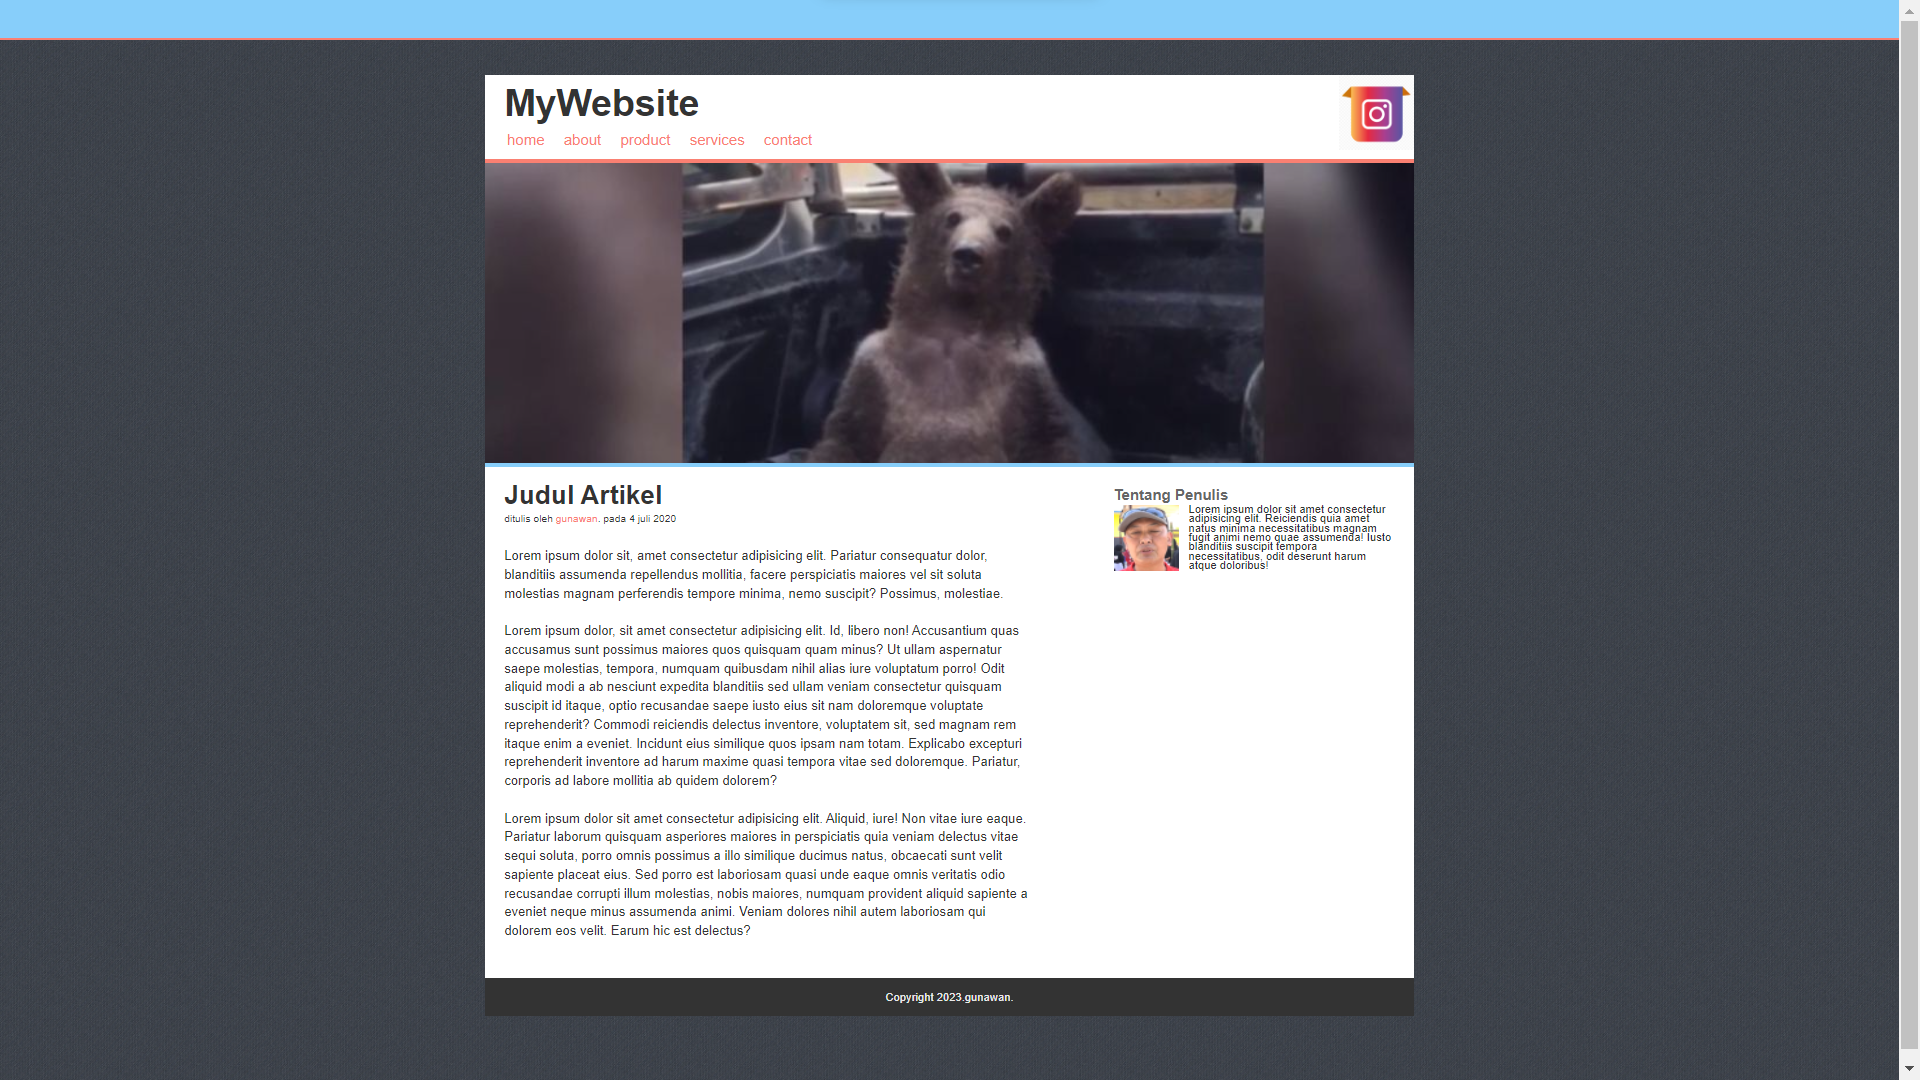 MyWebsite
home about product services contact
Judul Artikel
ditulis oleh gunawan. pada 4 juli 2020
Lorem ipsum dolor sit, amet consectetur adipisicing elit. Pariatur consequatur dolor,
blanditiis assumenda repellendus mollitia, facere perspiciatis maiores vel sit soluta
molestias magnam perferendis tempore minima, nemo suscipit? Possimus, molestiae.
Lorem ipsum dolor, sit amet consectetur adipisicing elit. Id, libero non! Accusantium quas
accusamus sunt possimus maiores quos quisquam quam minus? Ut ullam aspernatur
saepe molestias, tempora, numquam quibusdam nihil alias iure voluptatum porro! Odit
aliquid modi a ab nesciunt expedita blanditiis sed ullam veniam consectetur quisquam
suscipit id itaque, optio recusandae saepe iusto eius sit nam doloremque voluptate
reprehenderit? Commodi reiciendis delectus inventore, voluptatem sit, sed magnam rem
itaque enim a eveniet. Incidunt eius similique quos ipsam nam totam. Explicabo excepturi
reprehenderit inventore ad harum maxime quasi tempora vitae sed doloremque. Pariatur,
corporis ad labore mollitia ab quidem dolorem?
Lorem ipsum dolor sit amet consectetur adipisicing elit. Aliquid, iure! Non vitae iure eaque.
Pariatur laborum quisquam asperiores maiores in perspiciatis quia veniam delectus vitae
sequi soluta, porro omnis possimus a illo similique ducimus natus, obcaecati sunt velit
sapiente placeat eius. Sed porro est laboriosam quasi unde eaque omnis veritatis odio
recusandae corrupti illum molestias, nobis maiores, numquam provident aliquid sapiente a
eveniet neque minus assumenda animi. Veniam dolores nihil autem laboriosam qui
dolorem eos velit. Earum hic est delectus?
Tentang Penulis
Lorem ipsum dolor sit amet consectetur
adipisicing elit. Reiciendis quia amet
natus minima necessitatibus magnam
fugit animi nemo quae assumenda! Iusto
blanditiis suscipit tempora
necessitatibus, odit deserunt harum
atque doloribus!
Copyright 2023.gunawan.